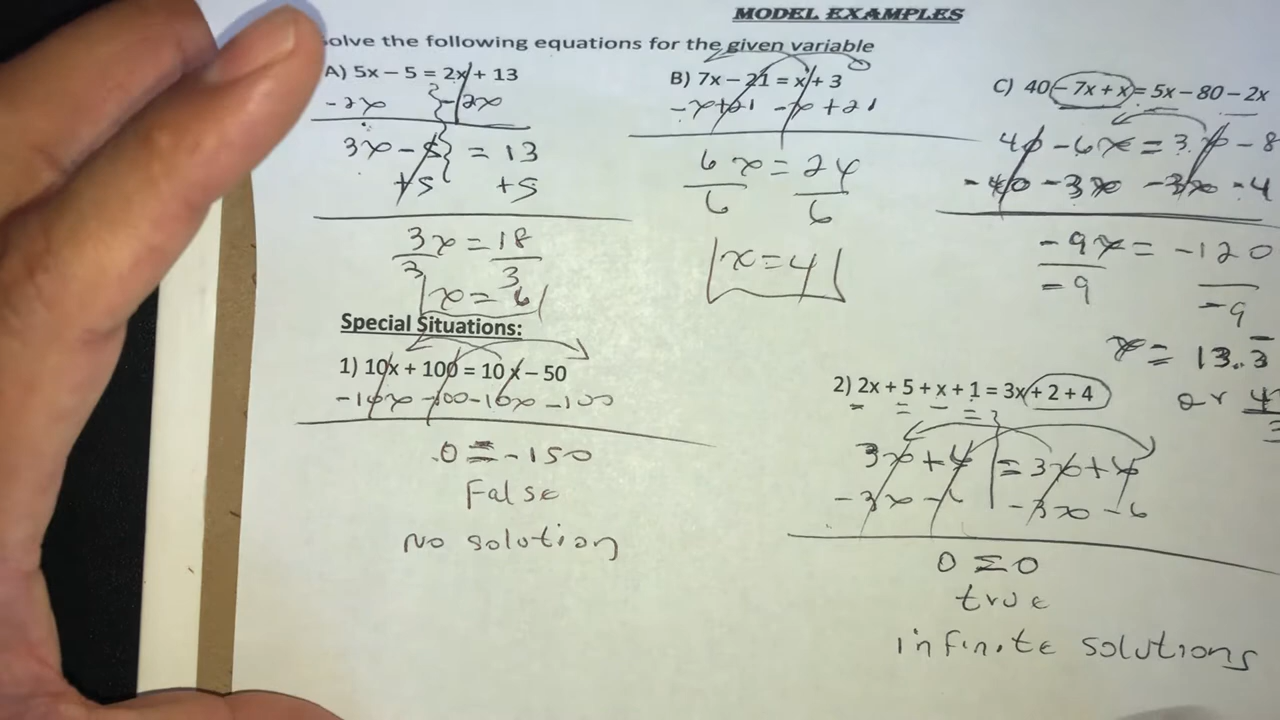 MODEL EXAMPLES
olve the following equations for the given variable
A) 5x – 5 = 2x + 13
-2x -2x
3x - 5 = 13
+5 +5
3x = 18
3 3
x = 6
B) 7x – 21 = x + 3
-x+21 -x +21
6x = 24
6 6
x = 4
C) 40 – 7x + x = 5x – 80 – 2x
40 - 6x = 3x - 8
-40 -3x -3x -4
-9x = -120
-9 -9
x = 13.3
or 4
3
Special Situations:
1) 10x + 100 = 10x – 50
-10x -100 -10x -100
0 = -150
False
No solution
2) 2x + 5 + x + 1 = 3x + 2 + 4
3x + 6 = 3x + 6
-3x - 6 -3x - 6
0 = 0
true
infinite solutions